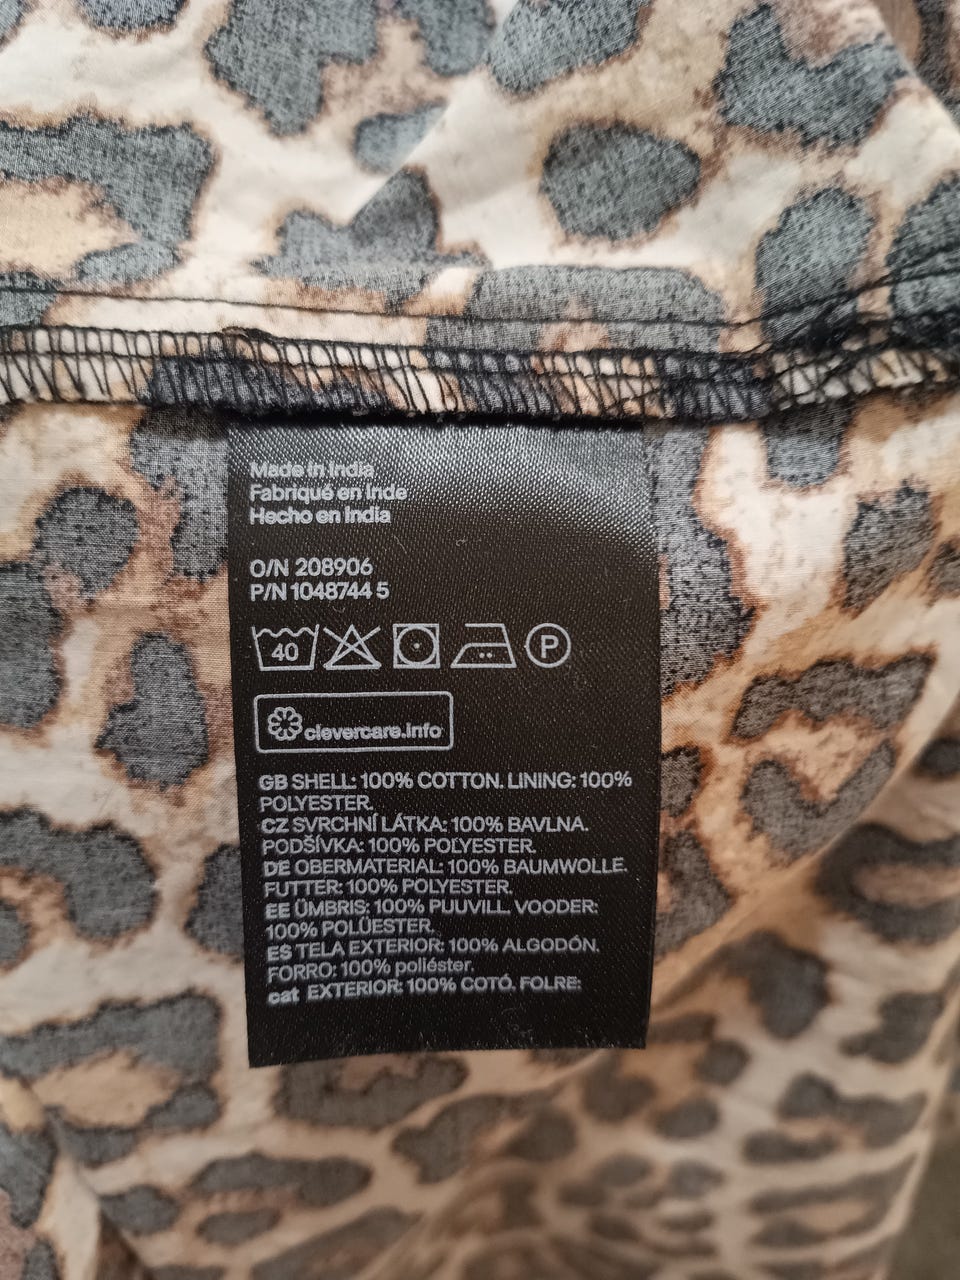 Made in India
Fabriqué en Inde
Hecho en India
O/N 208906
P/N 1048744 5
40
P
clevercare.info
GB SHELL: 100% COTTON. LINING: 100%
POLYESTER.
CZ SVRCHNÍ LÁTKA: 100% BAVLNA.
PODŠÍVKA: 100% POLYESTER.
DE OBERMATERIAL: 100% BAUMWOLLE.
FUTTER: 100% POLYESTER.
EE ÜMBRIS: 100% PUUVILL. VOODER:
100% POLÜESTER.
ES TELA EXTERIOR: 100% ALGODÓN.
FORRO: 100% poliéster.
cat EXTERIOR: 100% COTÓ. FOLRE: